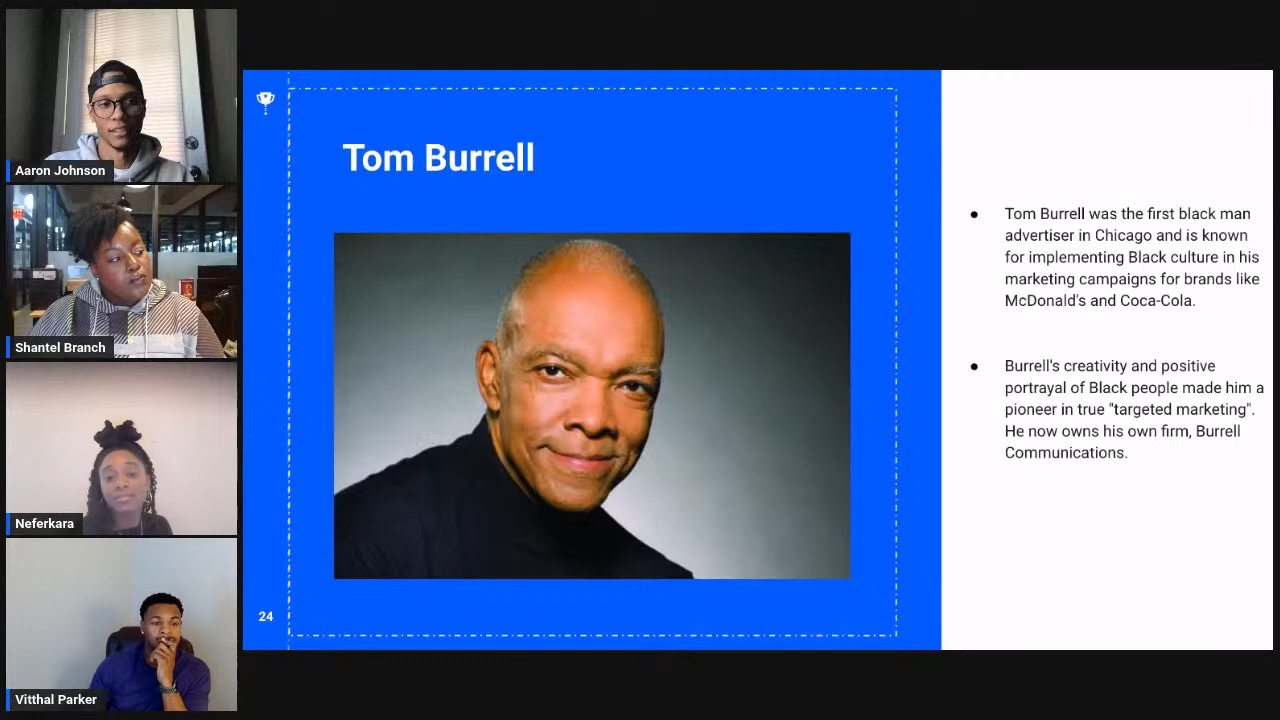 Aaron Johnson
Shantel Branch
Neferkara
Vitthal Parker
Tom Burrell
24
● Tom Burrell was the first black man
advertiser in Chicago and is known
for implementing Black culture in his
marketing campaigns for brands like
McDonald's and Coca-Cola.
● Burrell's creativity and positive
portrayal of Black people made him a
pioneer in true "targeted marketing".
He now owns his own firm, Burrell
Communications.